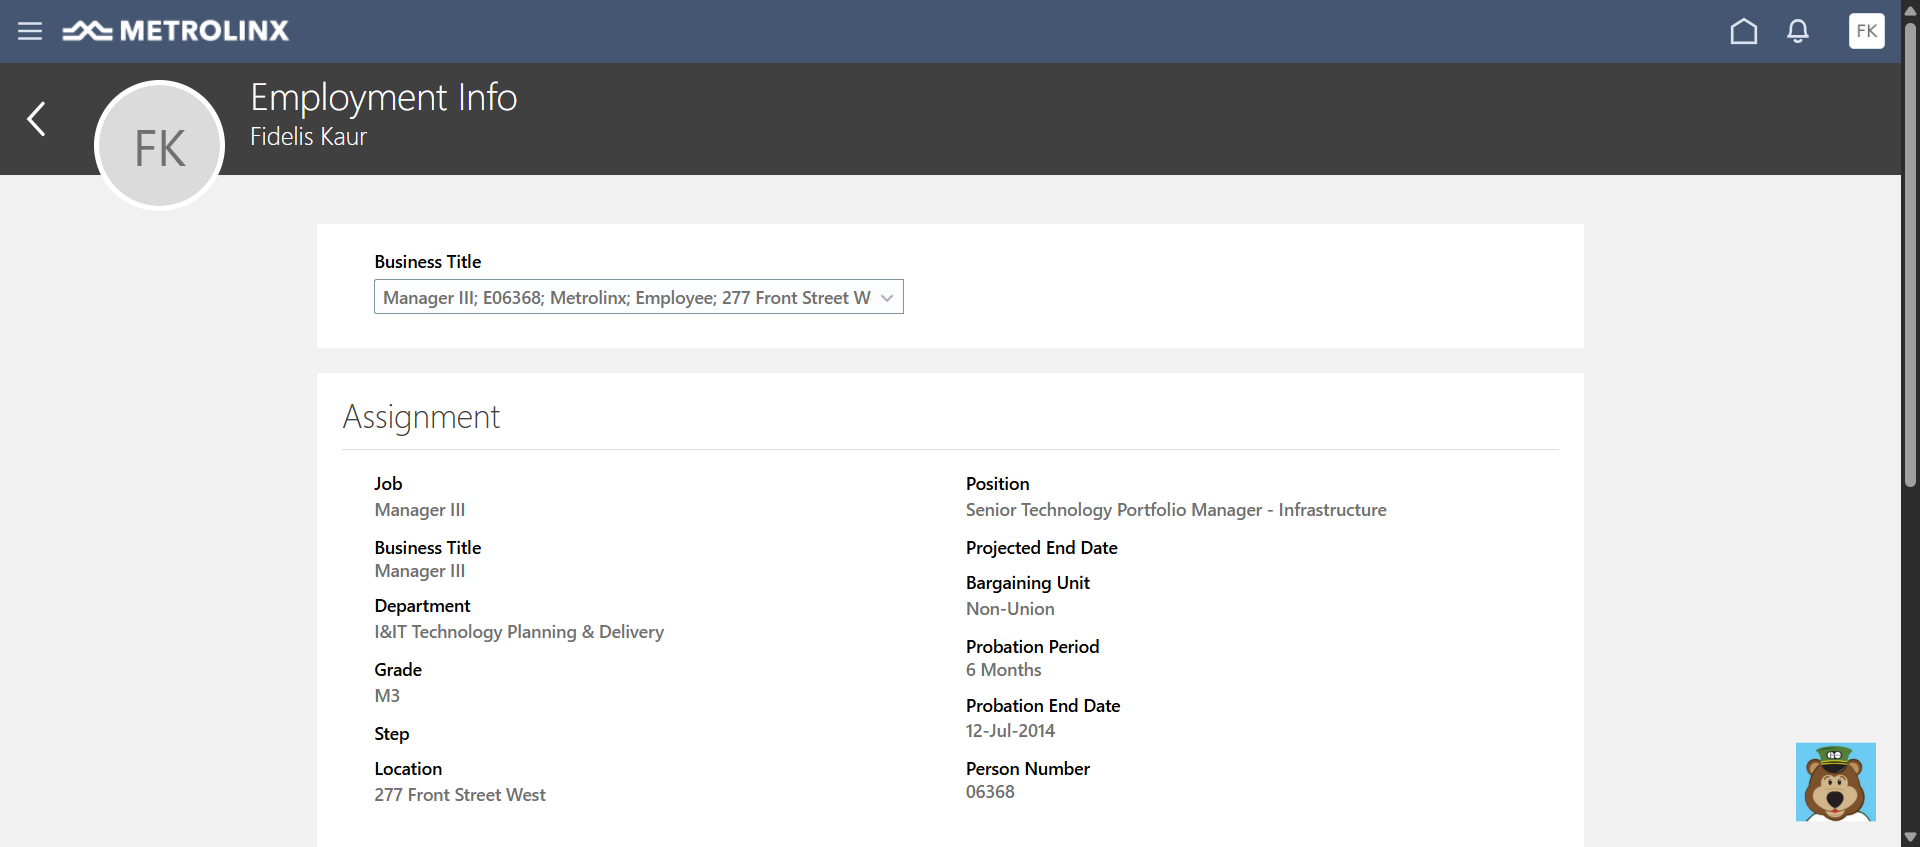 METROLINX
FK
Employment Info
Fidelis Kaur
FK
Business Title
Manager III; E06368; Metrolinx; Employee; 277 Front Street W
Assignment
Job
Manager III
Business Title
Manager III
Department
I&IT Technology Planning & Delivery
Grade
M3
Step
Location
277 Front Street West
Position
Senior Technology Portfolio Manager - Infrastructure
Projected End Date
Bargaining Unit
Non-Union
Probation Period
6 Months
Probation End Date
12-Jul-2014
Person Number
06368